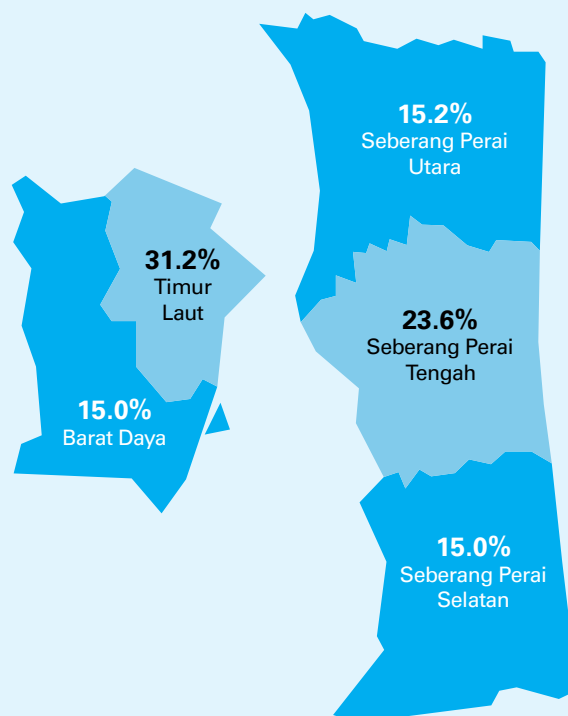 15.2%
Seberang Perai
Utara
31.2%
Timur
Laut
23.6%
Seberang Perai
Tengah
15.0%
Barat Daya
15.0%
Seberang Perai
Selatan